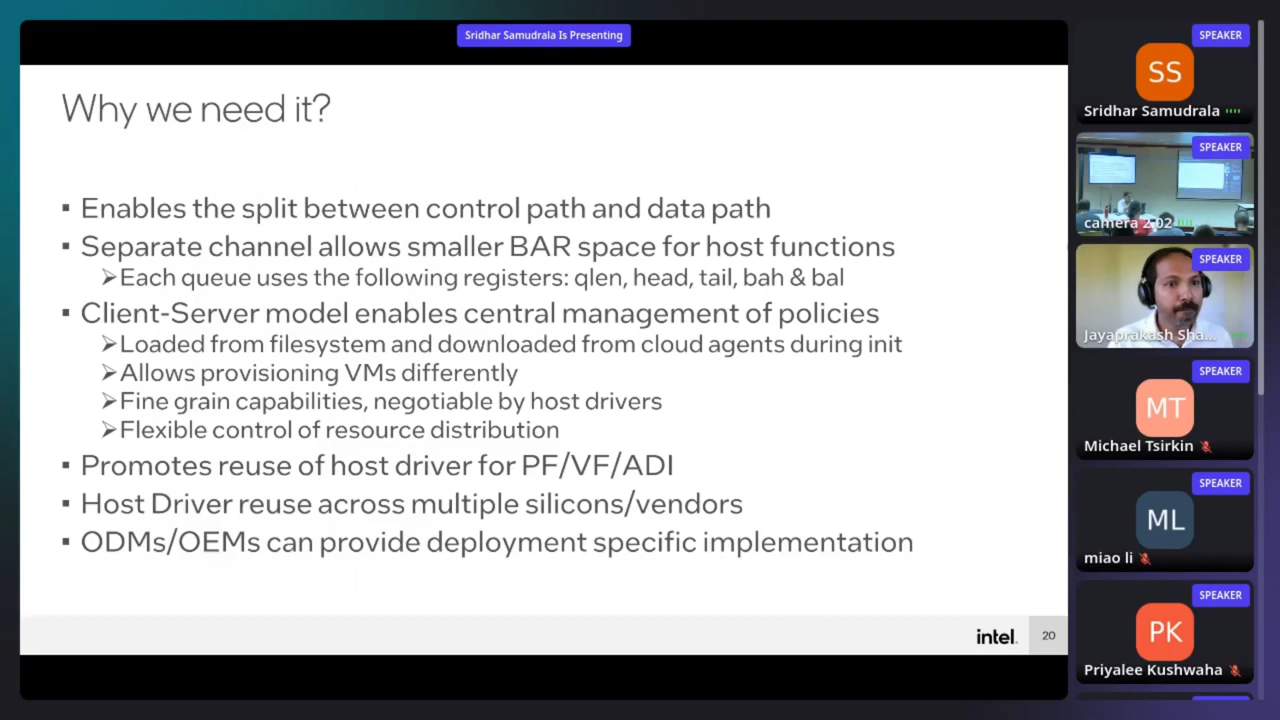 Sridhar Samudrala Is Presenting
Why we need it?
▪ Enables the split between control path and data path
▪ Separate channel allows smaller BAR space for host functions
➢Each queue uses the following registers: qlen, head, tail, bah & bal
▪ Client-Server model enables central management of policies
➢Loaded from filesystem and downloaded from cloud agents during init
➢Allows provisioning VMs differently
➢Fine grain capabilities, negotiable by host drivers
➢Flexible control of resource distribution
▪ Promotes reuse of host driver for PF/VF/ADI
▪ Host Driver reuse across multiple silicons/vendors
▪ ODMs/OEMs can provide deployment specific implementation
intel.
20
SPEAKER
SS
Sridhar Samudrala
SPEAKER
camera 2.02
SPEAKER
Jayaprakash Sha...
SPEAKER
MT
Michael Tsirkin
SPEAKER
ML
miao li
SPEAKER
PK
Priyalee Kushwaha